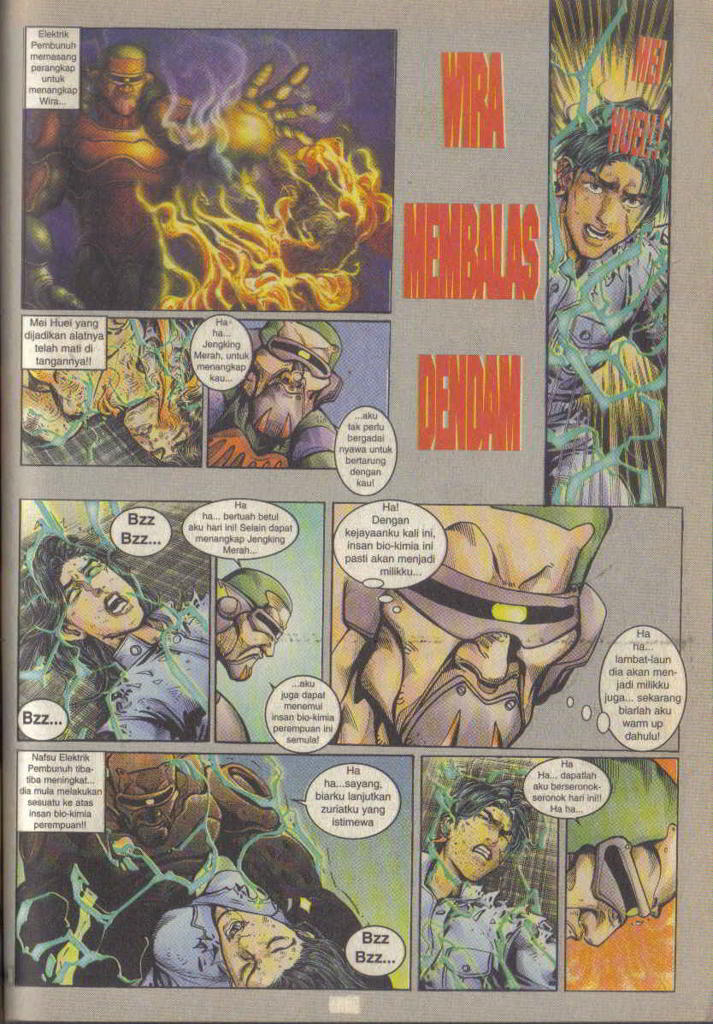 Elektrik
Pembunuh
memasang
perangkap
untuk
menangkap
Wira...
WIRA
MEMBALAS
DENDAM
MEI
HUEI!
Mei Huei yang
dijadikan alatnya
telah mati di
tangannya!!
Ha
ha...
Jengking
Merah, untuk
menangkap
kau...
...aku
tak perlu
bergadai
nyawa untuk
bertarung
dengan
kau!
Bzz
Bzz...
Bzz...
Ha
ha... bertuah betul
aku hari ini! Selain dapat
menangkap Jengking
Merah...
...aku
juga dapat
menemui
insan bio-kimia
perempuan ini
semula!
Ha!
Dengan
kejayaanku kali ini,
insan bio-kimia ini
pasti akan menjadi
milikku...
Ha
ha...
lambat-laun
dia akan men-
jadi milikku
juga... sekarang
biarlah aku
warm up
dahulu!
Nafsu Elektrik
Pembunuh tiba-
tiba meningkat...
dia mula melakukan
sesuatu ke atas
insan bio-kimia
perempuan!!
Ha
ha...sayang,
biarku lanjutkan
zuriatku yang
istimewa
Bzz
Bzz...
Ha
Ha... dapatlah
aku berseronok-
seronok hari ini!!
Ha ha...